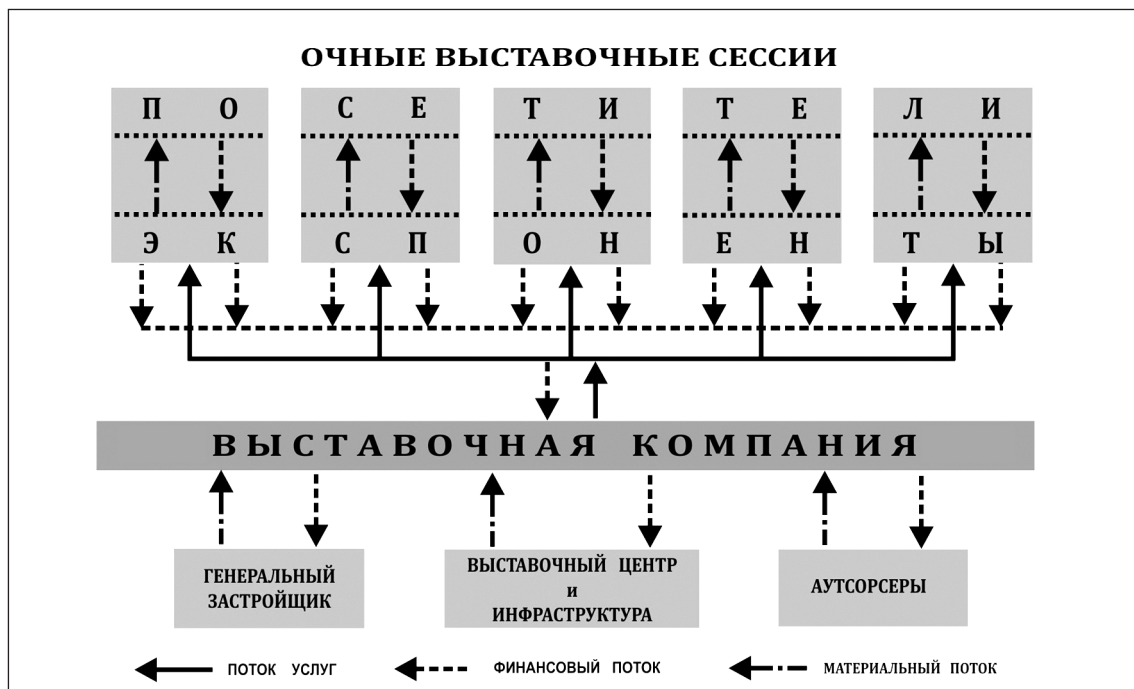 ОЧНЫЕ ВЫСТАВОЧНЫЕ СЕССИИ
П О С Е Т И Т Е Л И
Э К С П О Н Е Н Т Ы
ВЫСТАВОЧНАЯ КОМПАНИЯ
ГЕНЕРАЛЬНЫЙ
ЗАСТРОЙЩИК
ВЫСТАВОЧНЫЙ ЦЕНТР
и
ИНФРАСТРУКТУРА
АУТСОРСЕРЫ
ПОТОК УСЛУГ
ФИНАНСОВЫЙ ПОТОК
МАТЕРИАЛЬНЫЙ ПОТОК